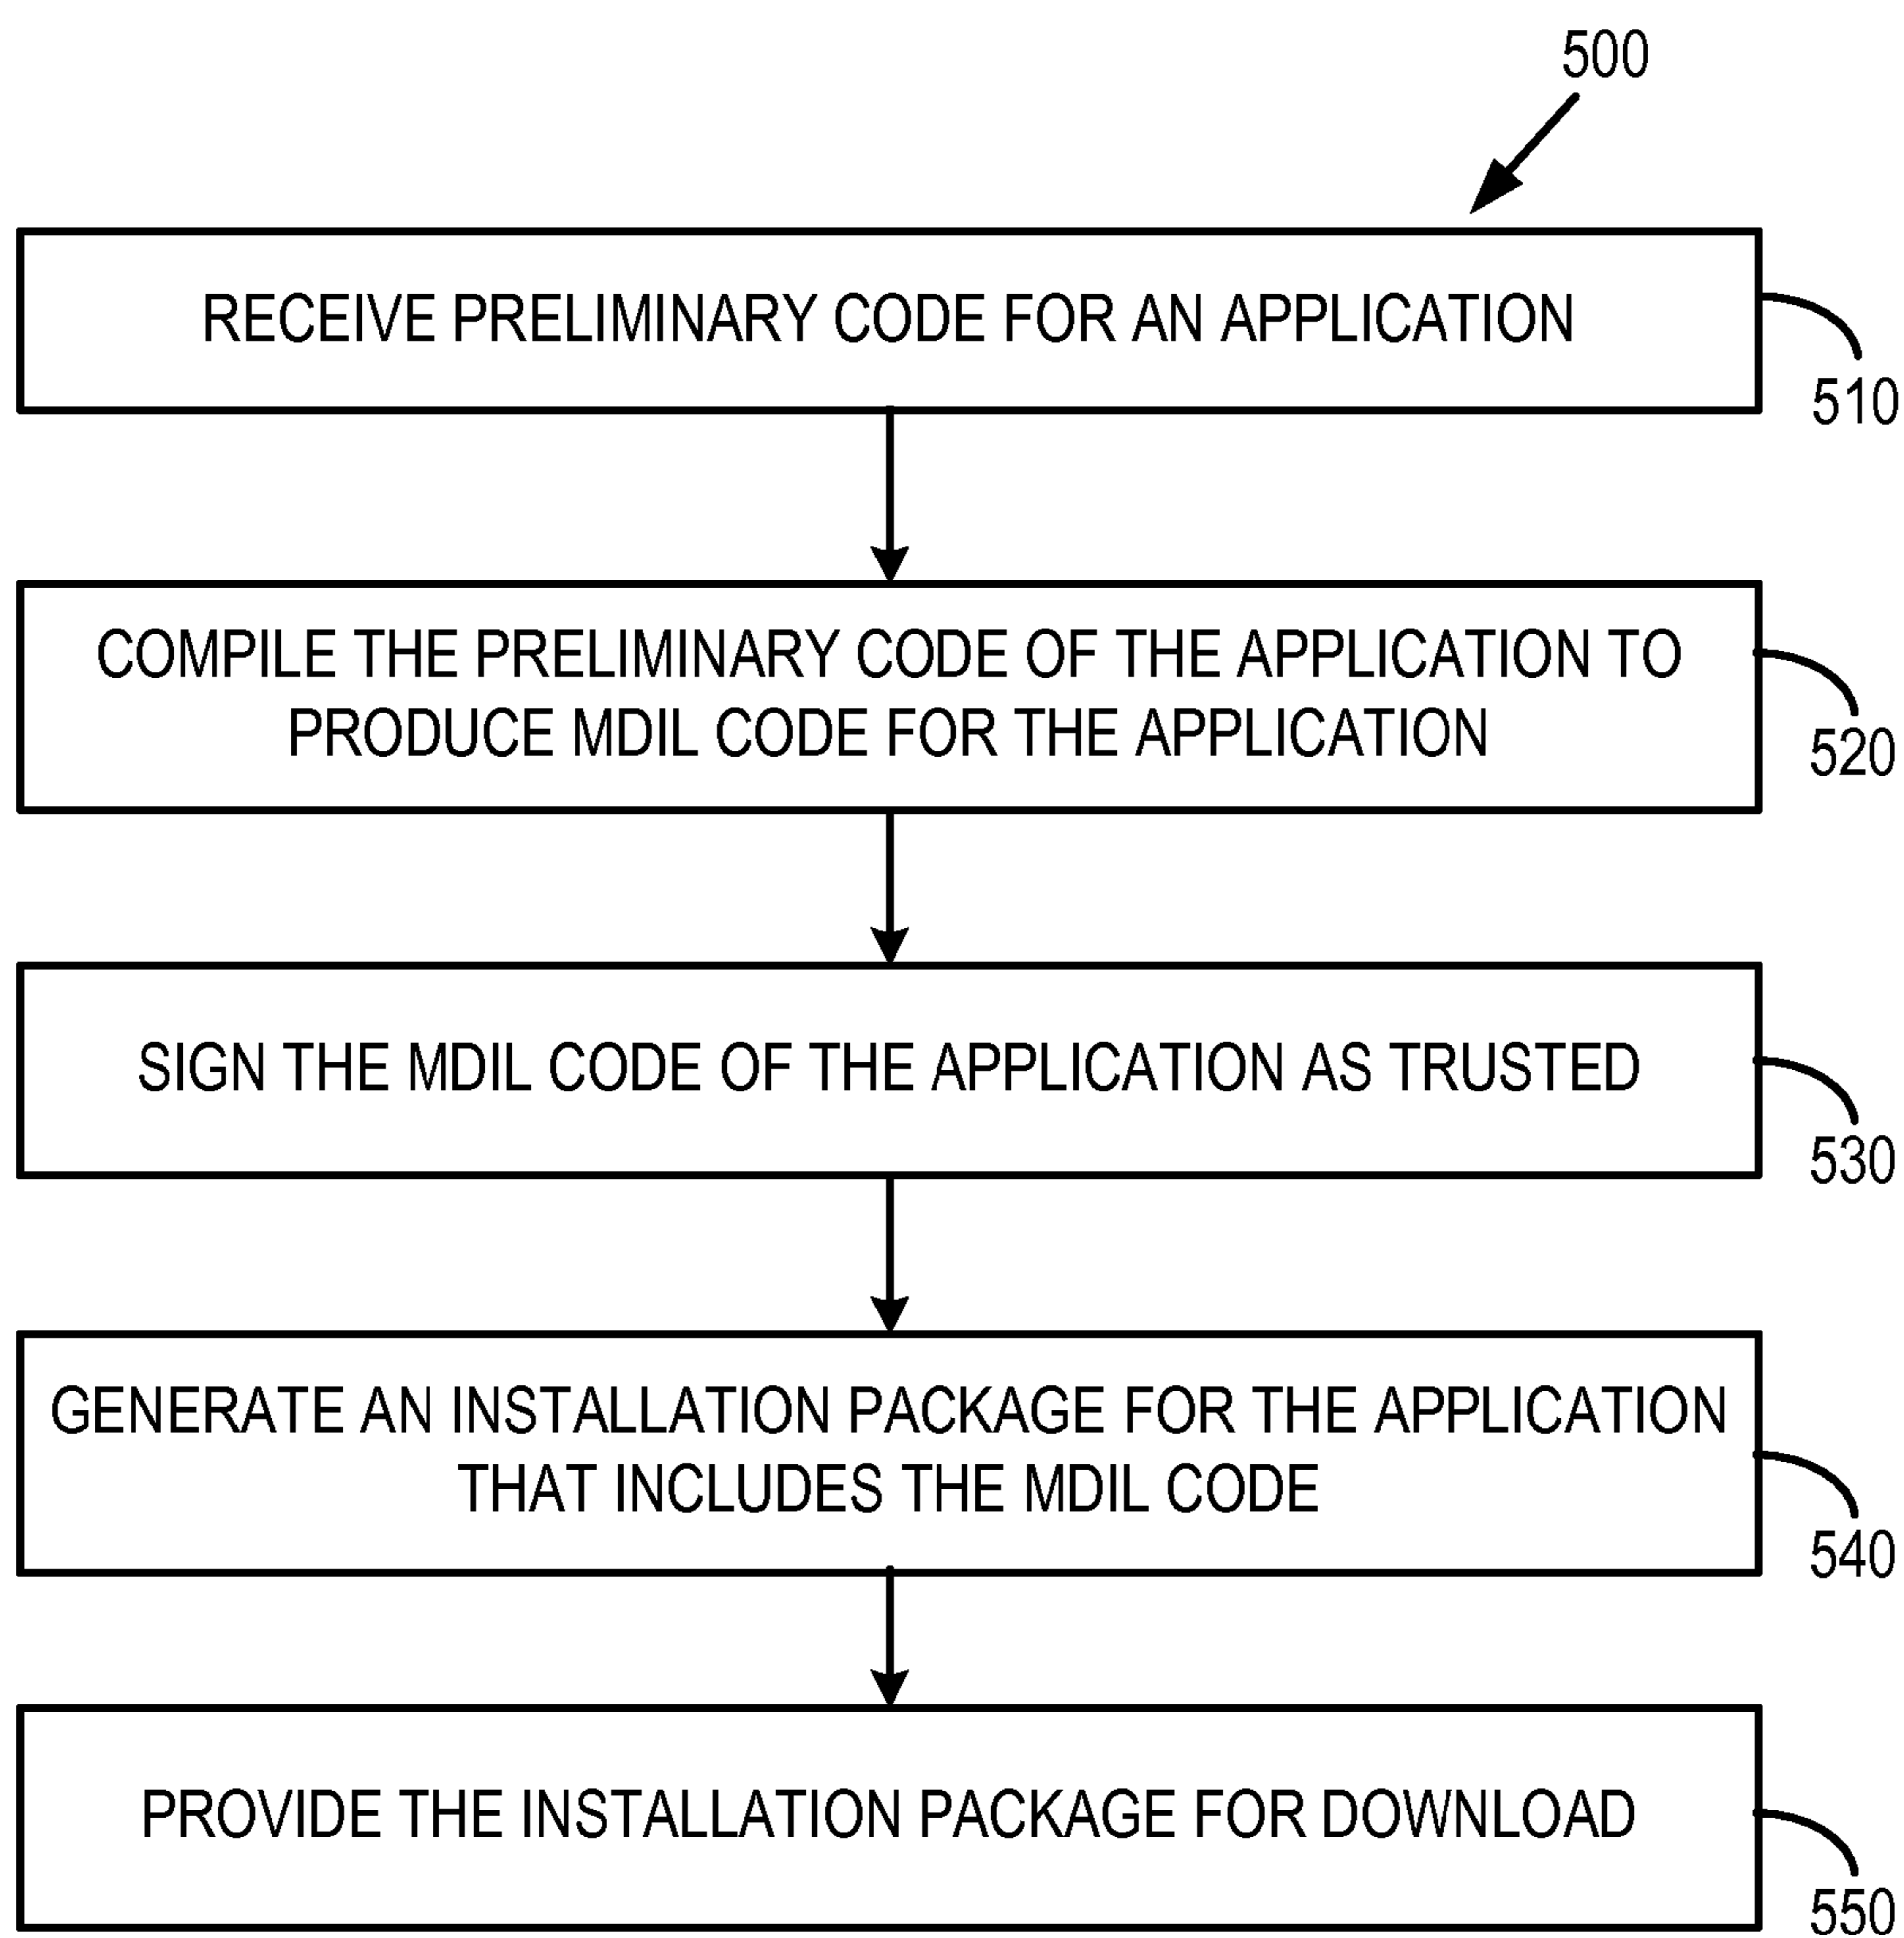 500
RECEIVE PRELIMINARY CODE FOR AN APPLICATION
510
COMPILE THE PRELIMINARY CODE OF THE APPLICATION TO
PRODUCE MDIL CODE FOR THE APPLICATION
520
SIGN THE MDIL CODE OF THE APPLICATION AS TRUSTED
530
GENERATE AN INSTALLATION PACKAGE FOR THE APPLICATION
THAT INCLUDES THE MDIL CODE
540
PROVIDE THE INSTALLATION PACKAGE FOR DOWNLOAD
550